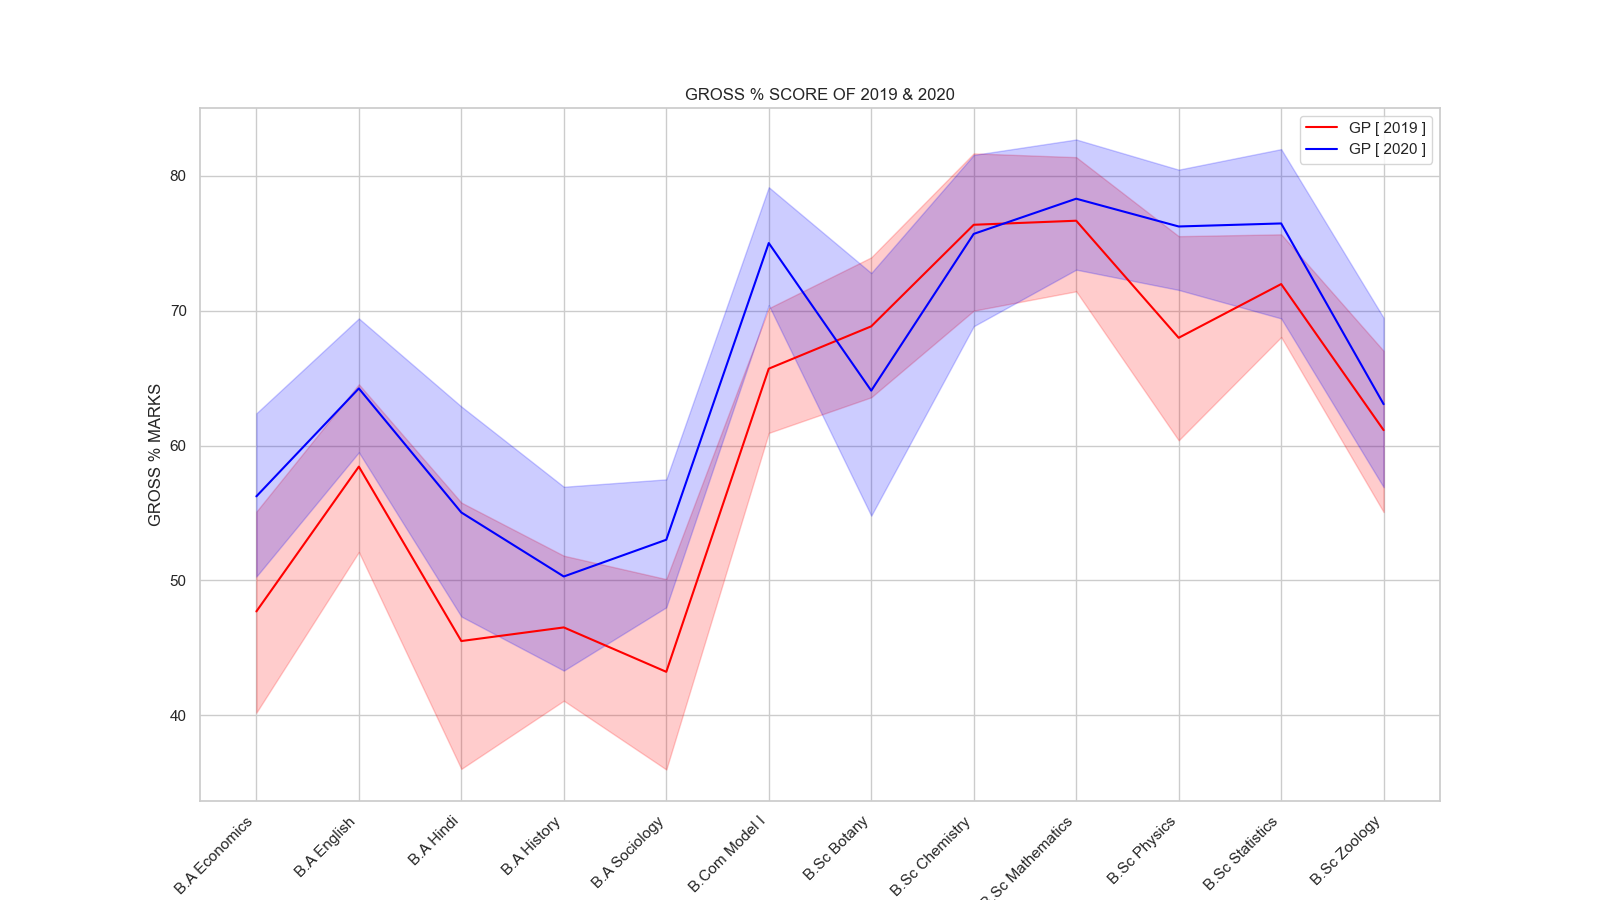 GROSS % SCORE OF 2019 & 2020
GP [ 2019 ]
GP [ 2020 ]
GROSS % MARKS
80
70
60
50
40
B.A Economics
B.A English
B.A Hindi
B.A History
B.A Sociology
B.Com Model I
B.Sc Botany
B.Sc Chemistry
.Sc Mathematics
B.Sc Physics
B.Sc Statistics
B.Sc Zoology